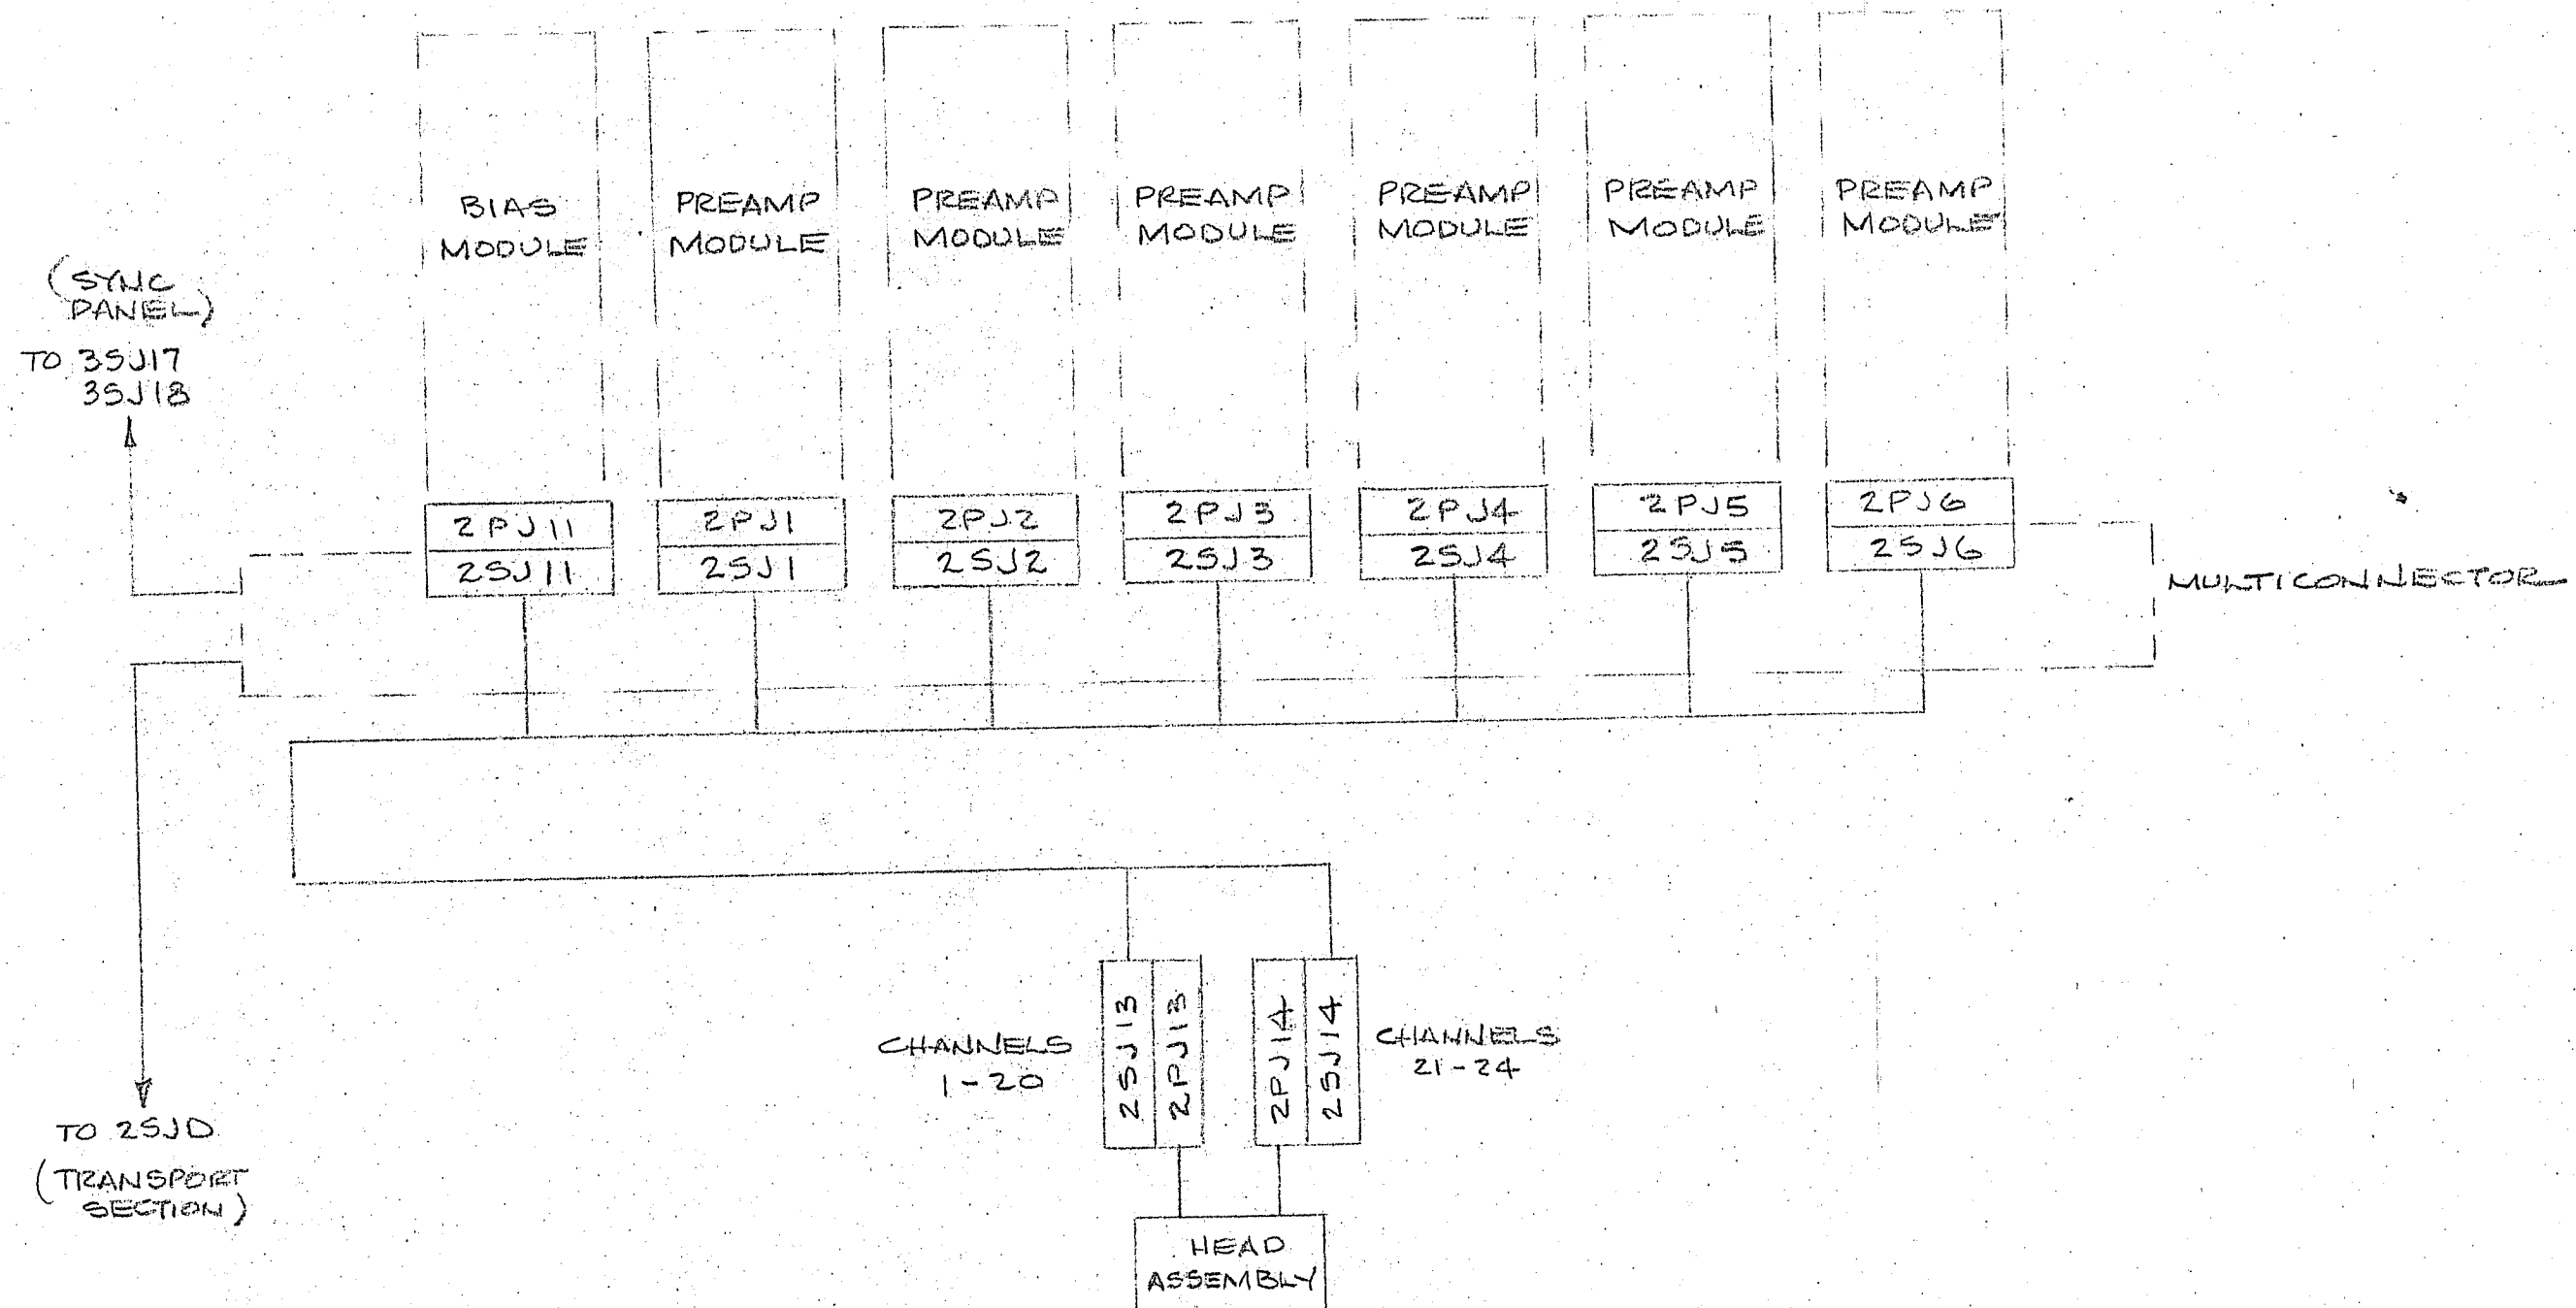 BIAS
MODULE
PREAMP
MODULE
PREAMP
MODULE
PREAMP
MODULE
PREAMP
MODULE
PREAMP
MODULE
PREAMP
MODULE
(SYNC
PANEL)
TO 3SJ17
3SJ18
2PJ11
2SJ11
2PJ1
2SJ1
2PJ2
2SJ2
2PJ3
2SJ3
2PJ4
2SJ4
2PJ5
2SJ5
2PJ6
2SJ6
MULTICONNECTOR
CHANNELS
1-20
2SJ13
2PJ13
2PJ14
2SJ14
CHANNELS
21-24
TO 2SJD
(TRANSPORT
SECTION)
HEAD
ASSEMBLY